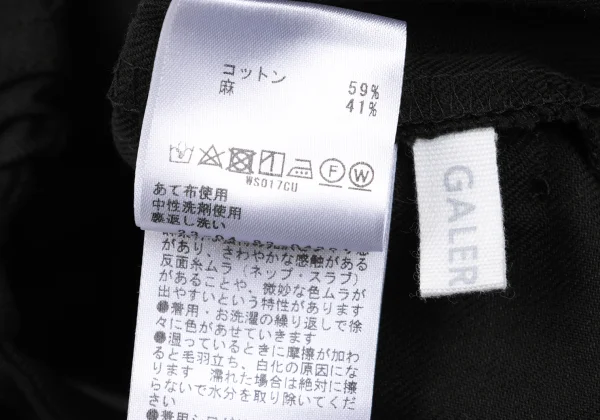 コットン 59%
麻 41%
F W
WS017CU
あて布使用
中性洗剤使用
裏返し洗い
があり、さわやかな感触がある
反面糸ムラ（ネップ・スラブ）
があることや、微妙な色ムラが
出やすいという特性があります
●着用・お洗濯の繰り返しで徐
々に色があせていきます
●湿っているときに摩擦が加わ
ると毛羽立ち、白化の原因にな
ります 濡れた場合は絶対に擦
らないで水分を取り除いてくだ
さい
GALER